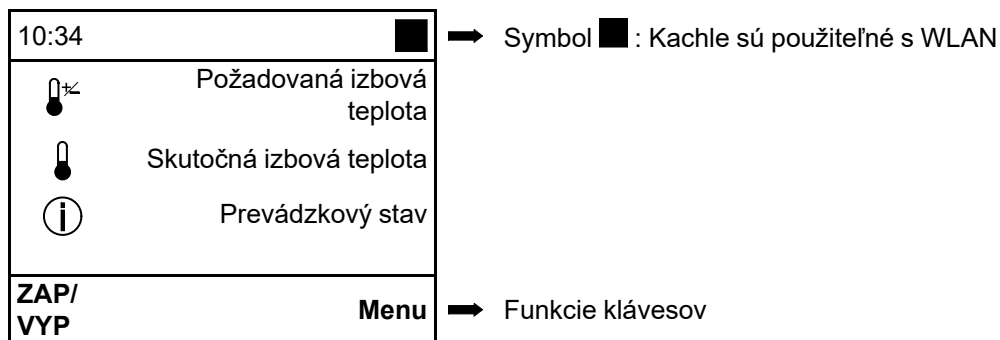 10:34
Symbol ■ : Kachle sú použiteľné s WLAN
Požadovaná izbová
teplota
Skutočná izbová teplota
Prevádzkový stav
ZAP/
VYP
Menu
Funkcie klávesov